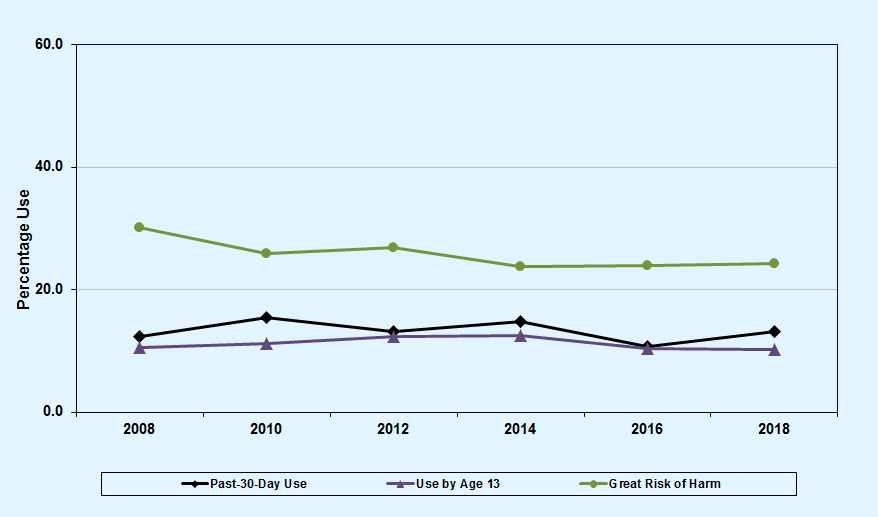 60.0
40.0
20.0
0.0
Percentage Use
2008 2010 2012 2014 2016 2018
Past-30-Day Use Use by Age 13 Great Risk of Harm